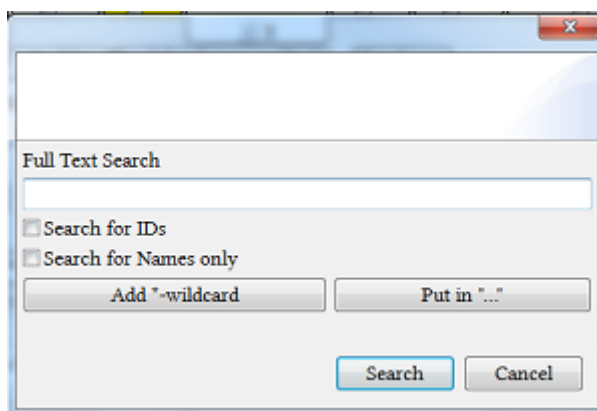 Full Text Search
Search for IDs
Search for Names only
Add *-wildcard Put in "..."
Search Cancel